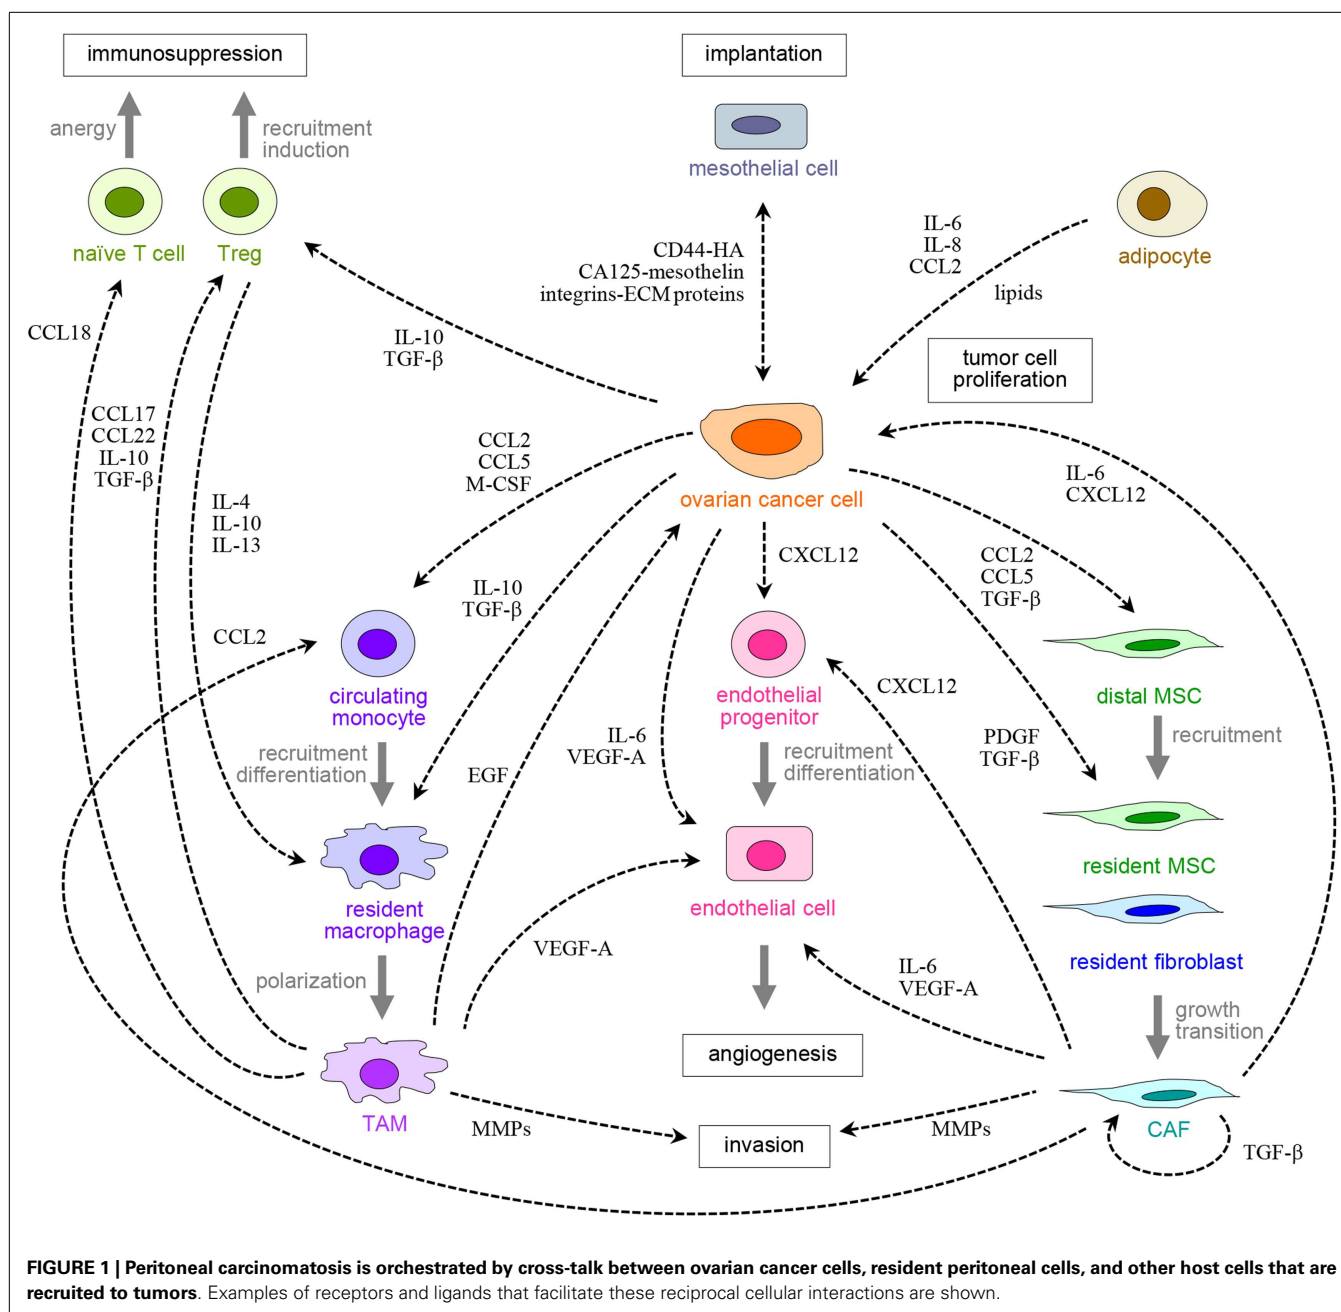 immunosuppression
implantation
anergy
recruitment
induction
mesothelial cell
naïve T cell
Treg
adipocyte
IL-6
IL-8
CCL2
lipids
CD44-HA
CA125-mesothelin
integrins-ECM proteins
CCL18
IL-10
TGF-β
tumor cell
proliferation
CCL17
CCL22
IL-10
TGF-β
IL-4
IL-10
IL-13
CCL2
CCL5
M-CSF
ovarian cancer cell
IL-6
CXCL12
CXCL12
CCL2
CCL5
TGF-β
IL-10
TGF-β
CCL2
circulating
monocyte
endothelial
progenitor
CXCL12
distal MSC
recruitment
differentiation
EGF
IL-6
VEGF-A
recruitment
differentiation
PDGF
TGF-β
recruitment
resident MSC
resident
macrophage
endothelial cell
resident fibroblast
polarization
VEGF-A
IL-6
VEGF-A
growth
transition
angiogenesis
TAM
MMPs
invasion
MMPs
CAF
TGF-β
FIGURE 1 | Peritoneal carcinomatosis is orchestrated by cross-talk between ovarian cancer cells, resident peritoneal cells, and other host cells that are
recruited to tumors. Examples of receptors and ligands that facilitate these reciprocal cellular interactions are shown.